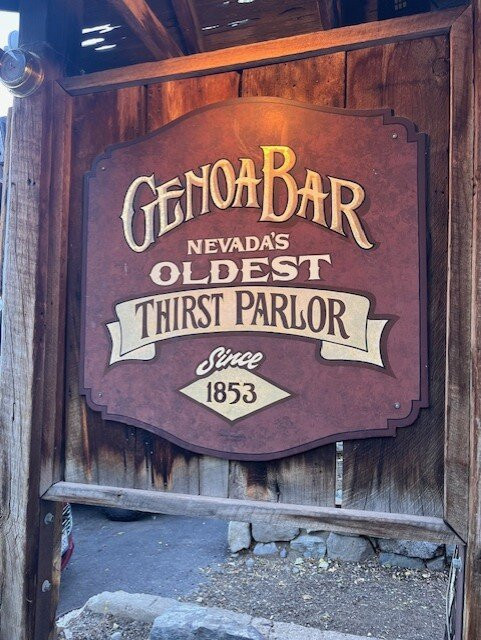 GENOA BAR
NEVADA'S
OLDEST
THIRST PARLOR
Since
1853